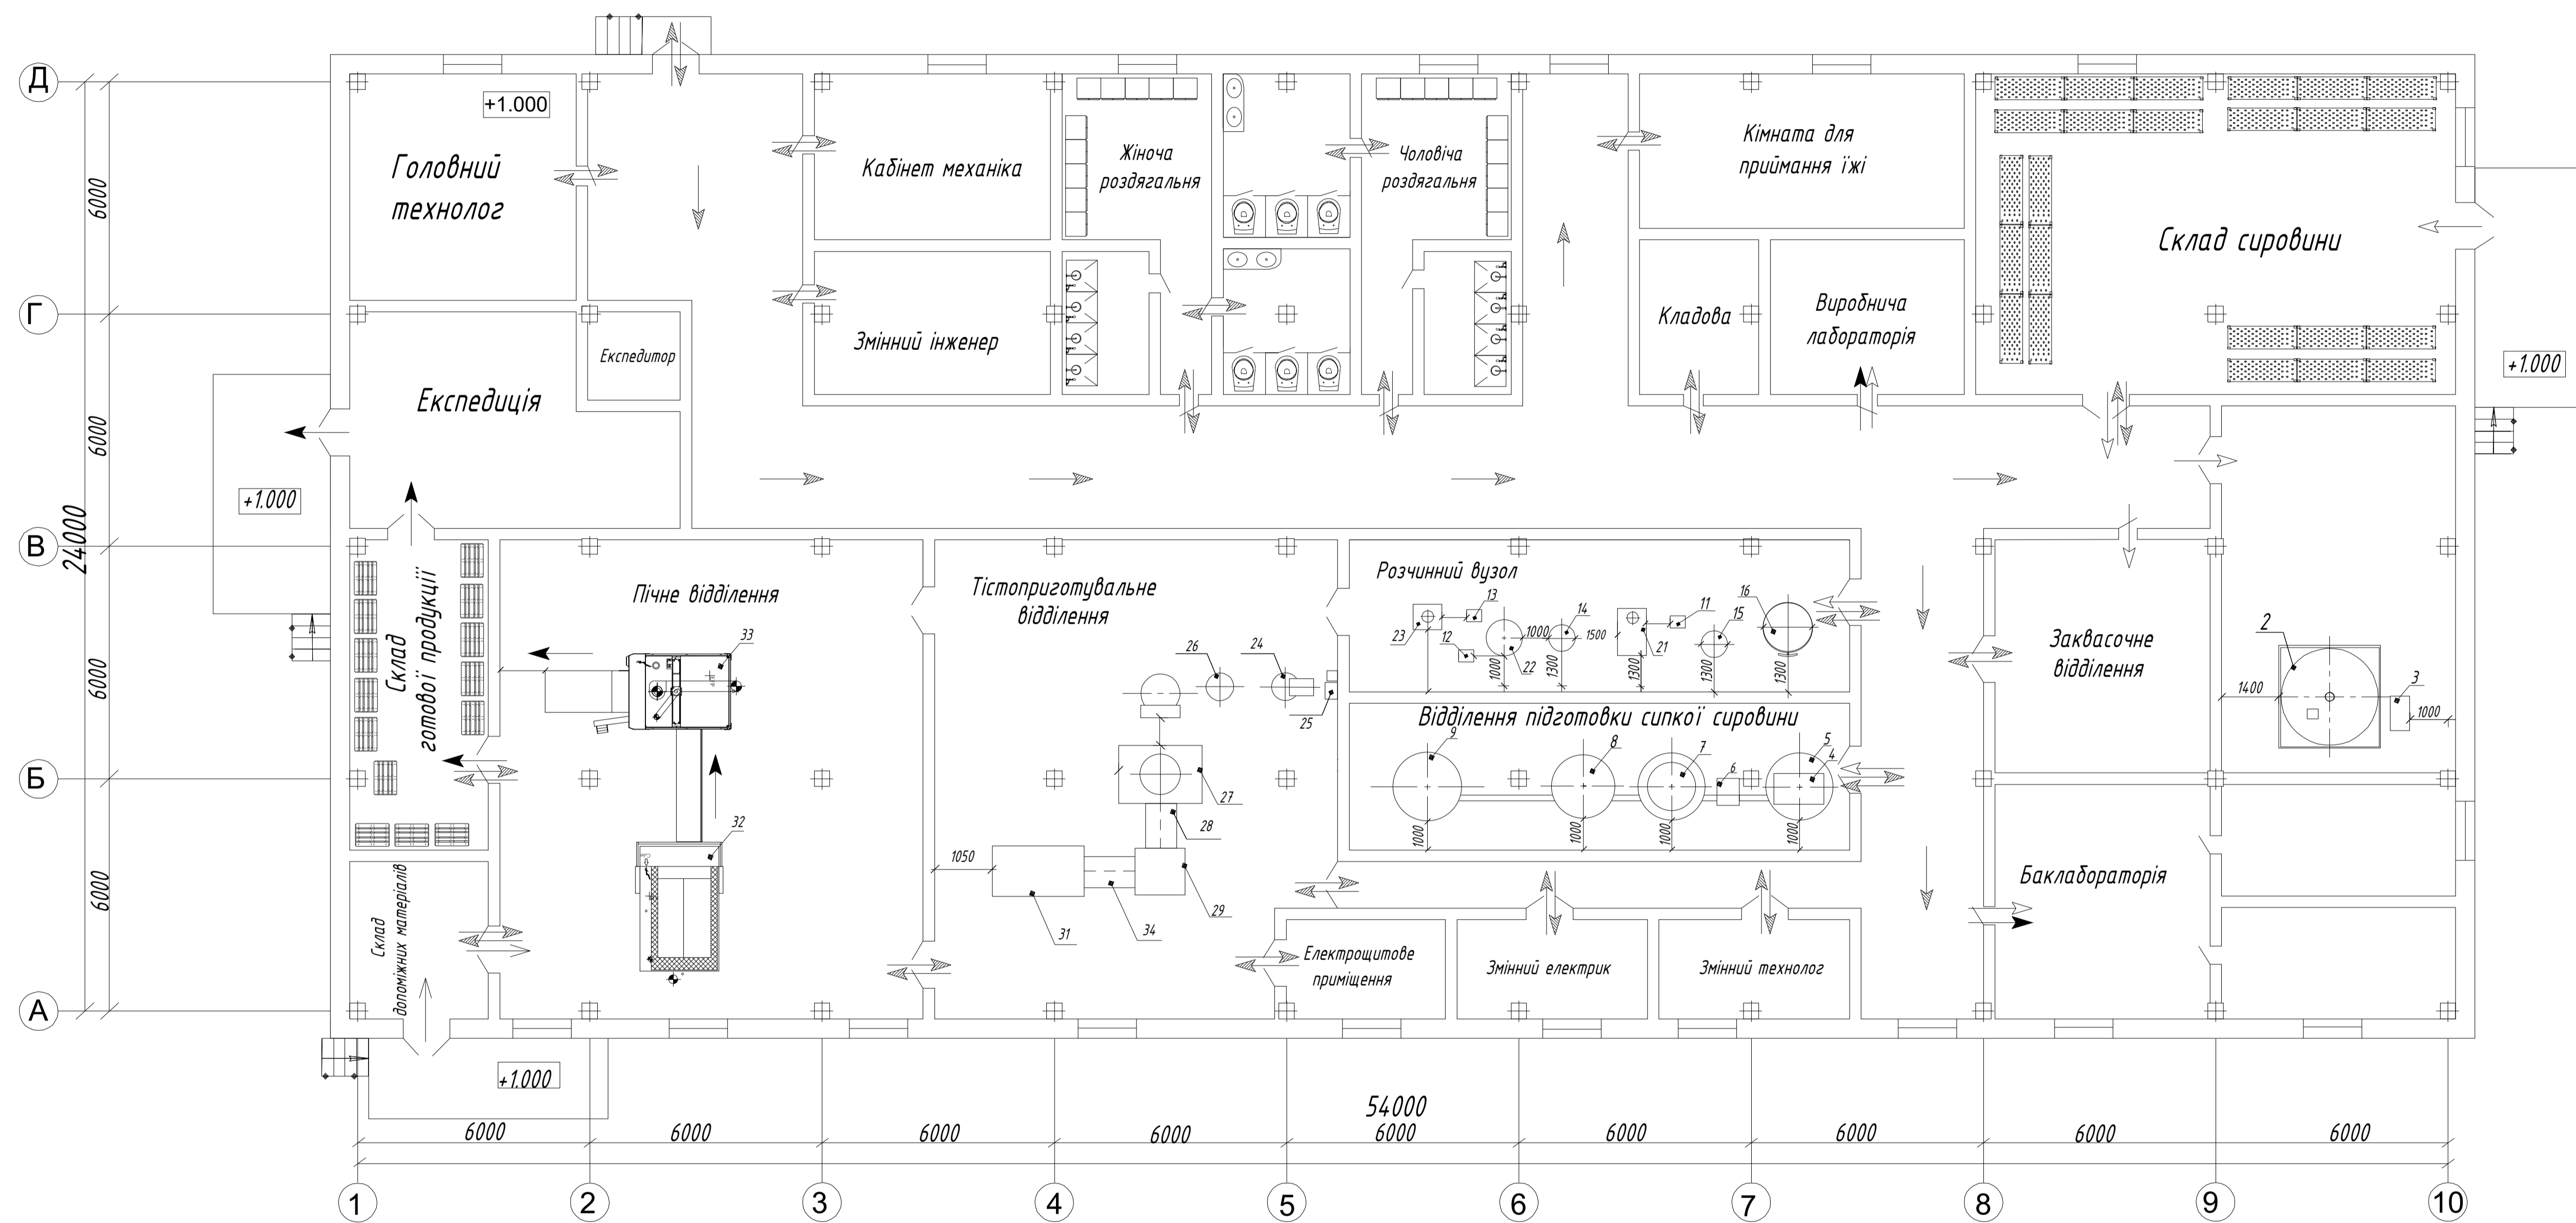 Д
+1.000
Головний
технолог
Кабінет механіка
Жіноча
роздягальня
Чоловіча
роздягальня
Кімната для
приймання їжі
Склад сировини
6000
Г
Експедитор
Змінний інженер
Кладова
Виробнича
лабораторія
+1.000
Експедиція
6000
+1.000
24000
В
Склад
готової продукції
Пічне відділення
33
Тістоприготувальне
відділення
26
24
25
Розчинний вузол
23
13
12
1000
22
1000
14
1300
1500
21
11
1300
15
1300
16
1300
Заквасочне
відділення
2
3
1400
1000
6000
Відділення підготовки сипкої сировини
9
8
7
6
5
4
1000
1000
1000
1000
Б
27
28
32
1050
31
34
29
6000
Склад
допоміжних матеріалів
Баклабораторія
Електрощитове
приміщення
Змінний електрик
Змінний технолог
А
+1.000
54000
6000
6000
6000
6000
6000
6000
6000
6000
6000
1
2
3
4
5
6
7
8
9
10